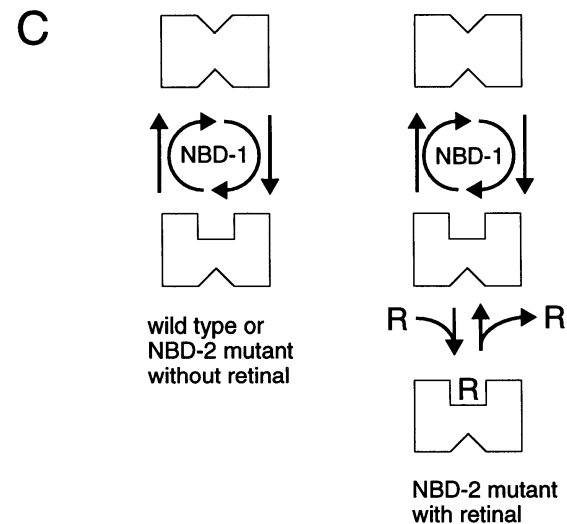 C
NBD-1
NBD-1
wild type or
NBD-2 mutant
without retinal
R
R
R
NBD-2 mutant
with retinal